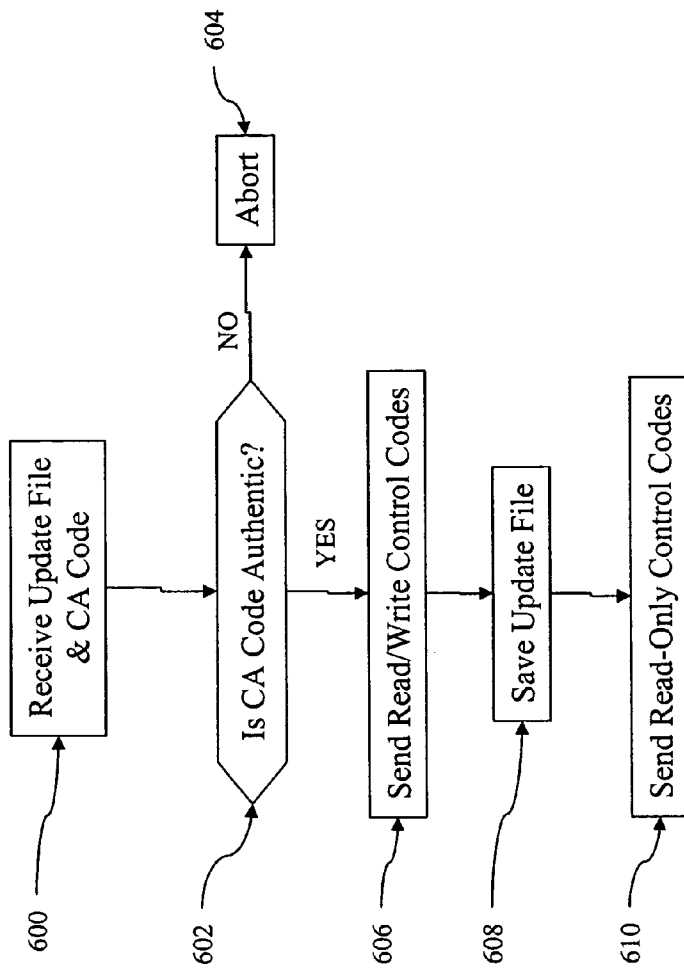 600
Receive Update File
& CA Code
602
Is CA Code Authentic?
NO
604
Abort
YES
606
Send Read/Write Control Codes
608
Save Update File
610
Send Read-Only Control Codes